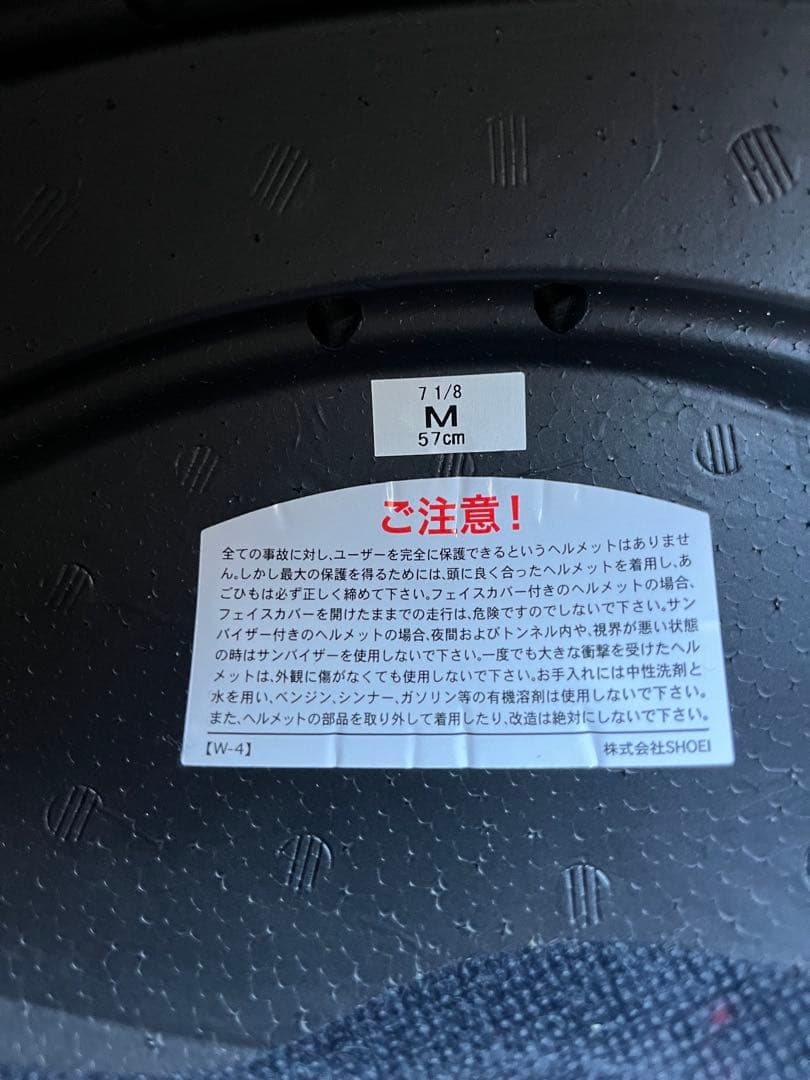 7 1/8
M
57cm
ご注意!
全ての事故に対し、ユーザーを完全に保護できるというヘルメットはありませ
ん。しかし最大の保護を得るためには、頭に良く合ったヘルメットを着用し、あ
ごひもは必ず正しく締めて下さい。フェイスカバー付きのヘルメットの場合、
フェイスカバーを開けたままでの走行は、危険ですのでしないで下さい。サン
バイザー付きのヘルメットの場合、夜間およびトンネル内や、視界が悪い状態
の時はサンバイザーを使用しないで下さい。一度でも大きな衝撃を受けたヘル
メットは、外観に傷がなくても使用しないで下さい。お手入れには中性洗剤と
水を用い、ベンジン、シンナー、ガソリン等の有機溶剤は使用しないで下さい。
また、ヘルメットの部品を取り外して着用したり、改造は絶対にしないで下さい。
【W-4】 株式会社SHOEI